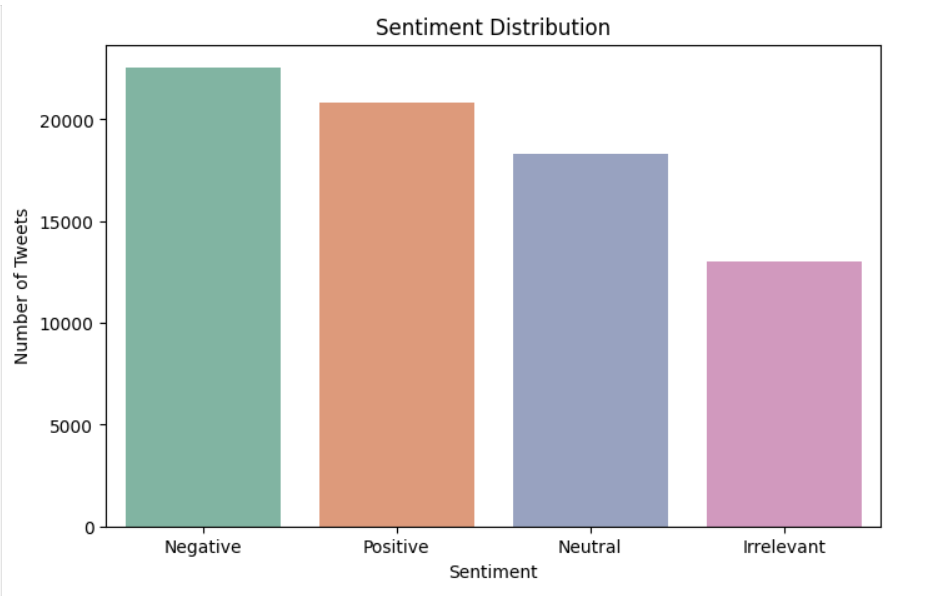 Sentiment Distribution
Number of Tweets
20000
15000
10000
5000
0
Negative
Positive
Neutral
Irrelevant
Sentiment